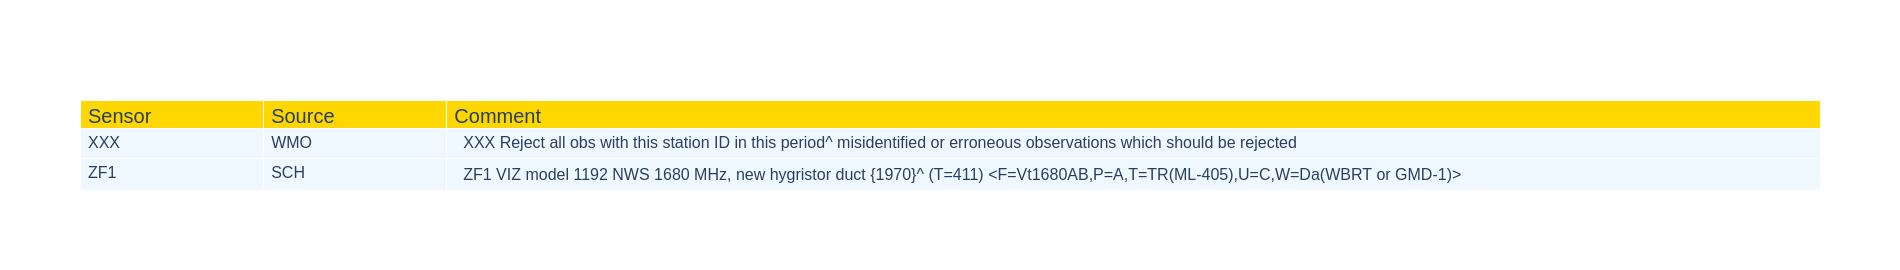 Sensor Source Comment
XXX WMO XXX Reject all obs with this station ID in this period^ misidentified or erroneous observations which should be rejected
ZF1 SCH ZF1 VIZ model 1192 NWS 1680 MHz, new hygristor duct {1970}^ (T=411) <F=Vt1680AB,P=A,T=TR(ML-405),U=C,W=Da(WBRT or GMD-1)>